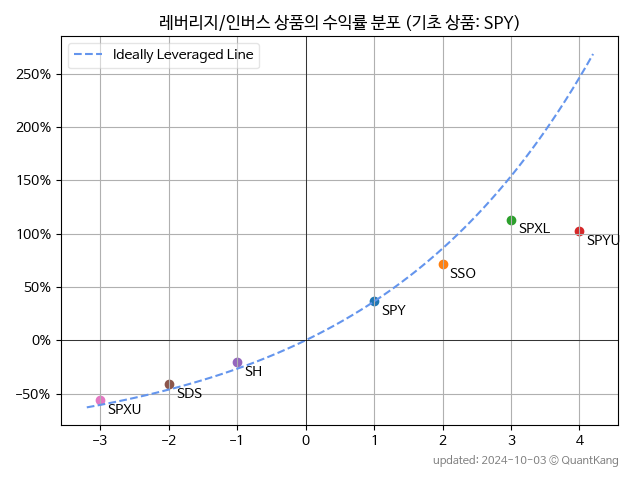 레버리지/인버스 상품의 수익률 분포 (기초 상품: SPY)
Ideally Leveraged Line
250%
200%
150%
100%
50%
0%
−50%
SPXL
SPYU
SSO
SPY
SH
SDS
SPXU
−3 −2 −1 0 1 2 3 4
updated: 2024-10-03 © QuantKang